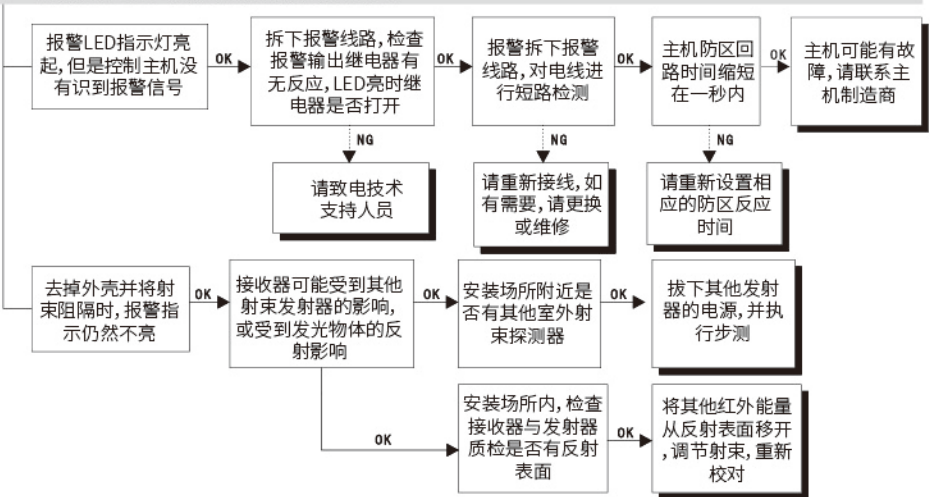 报警LED指示灯亮
起,但是控制主机没
有识到报警信号
OK
拆下报警线路,检查
报警输出继电器有
无反应,LED亮时继
电器是否打开
OK
报警拆下报警
线路,对电线进
行短路检测
OK
主机防区回
路时间缩短
在一秒内
OK
主机可能有故
障,请联系主
机制造商
NG
请致电技术
支持人员
NG
请重新接线,如
有需要,请更换
或维修
NG
请重新设置相
应的防区反应
时间
去掉外壳并将射
束阻隔时,报警指
示仍然不亮
OK
接收器可能受到其他
射束发射器的影响,
或受到发光物体的反
射影响
OK
安装场所附近是
否有其他室外射
束探测器
OK
拔下其他发射
器的电源,并执
行步测
OK
安装场所内,检查
接收器与发射器
质检是否有反射
表面
OK
将其他红外能量
从反射表面移开
,调节射束,重新
校对